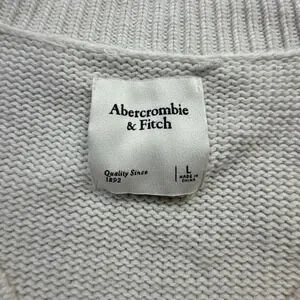 Abercrombie
& Fitch
Quality Since
1892
L
MADE IN
CHINA